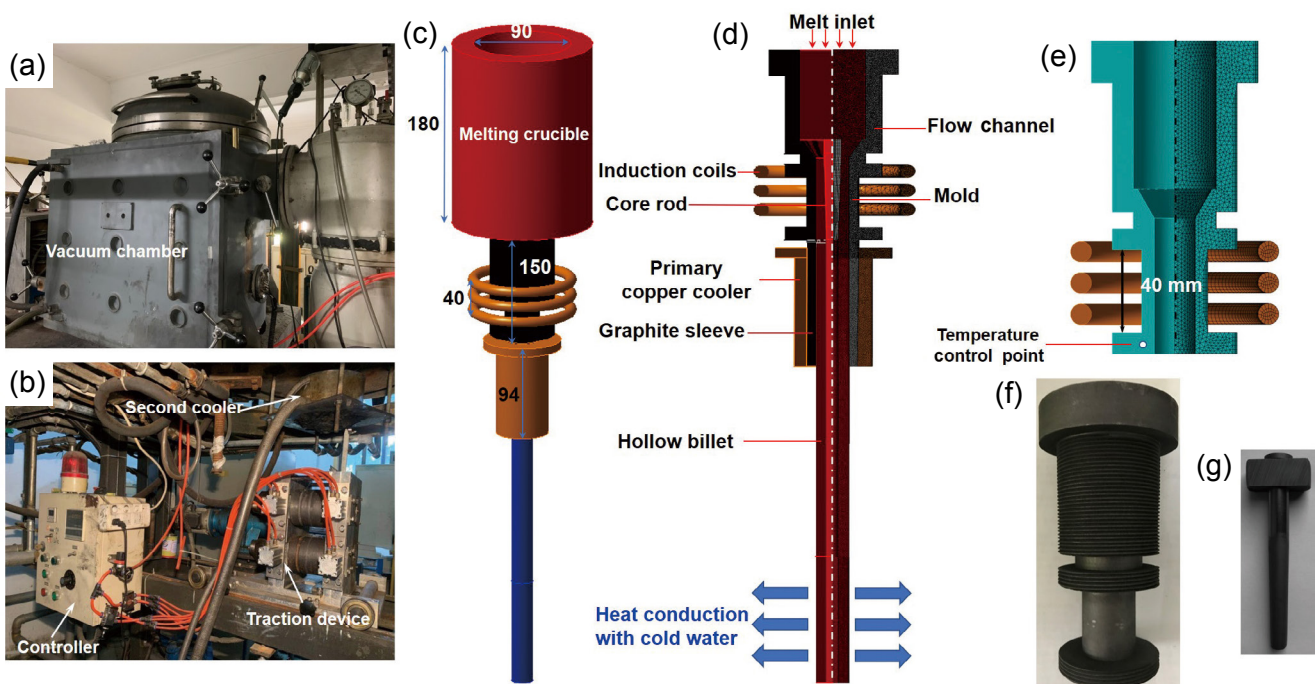 (a)
Vacuum chamber
(b)
Second cooler
Traction device
Controller
(c)
90
180
Melting crucible
150
40
94
(d)
Melt inlet
Flow channel
Induction coils
Core rod
Mold
Primary
copper cooler
Graphite sleeve
Hollow billet
Heat conduction
with cold water
(e)
40 mm
Temperature
control point
(f)
(g)